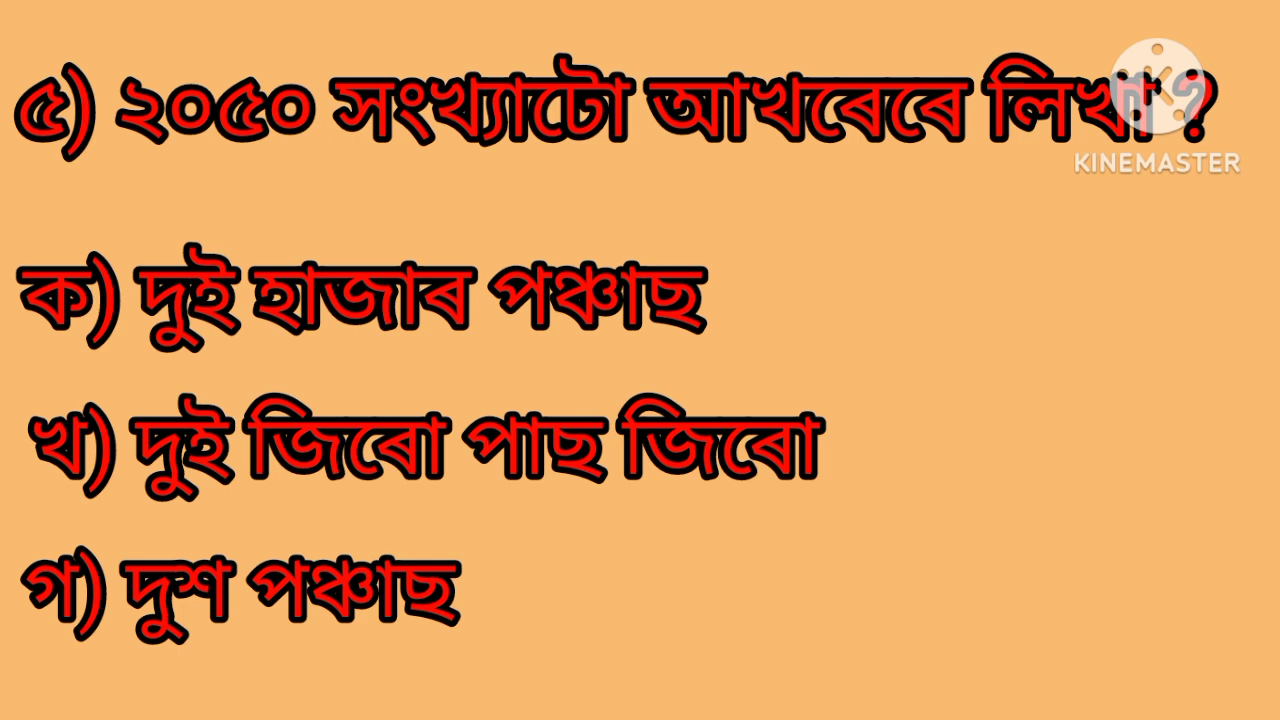 ৫) ২০৫০ সংখ্যাটো আখৰেৰে লিখা ?
KINEMASTER
ক) দুই হাজাৰ পঞ্চাছ
খ) দুই জিৰো পাছ জিৰো
গ) দুশ পঞ্চাছ